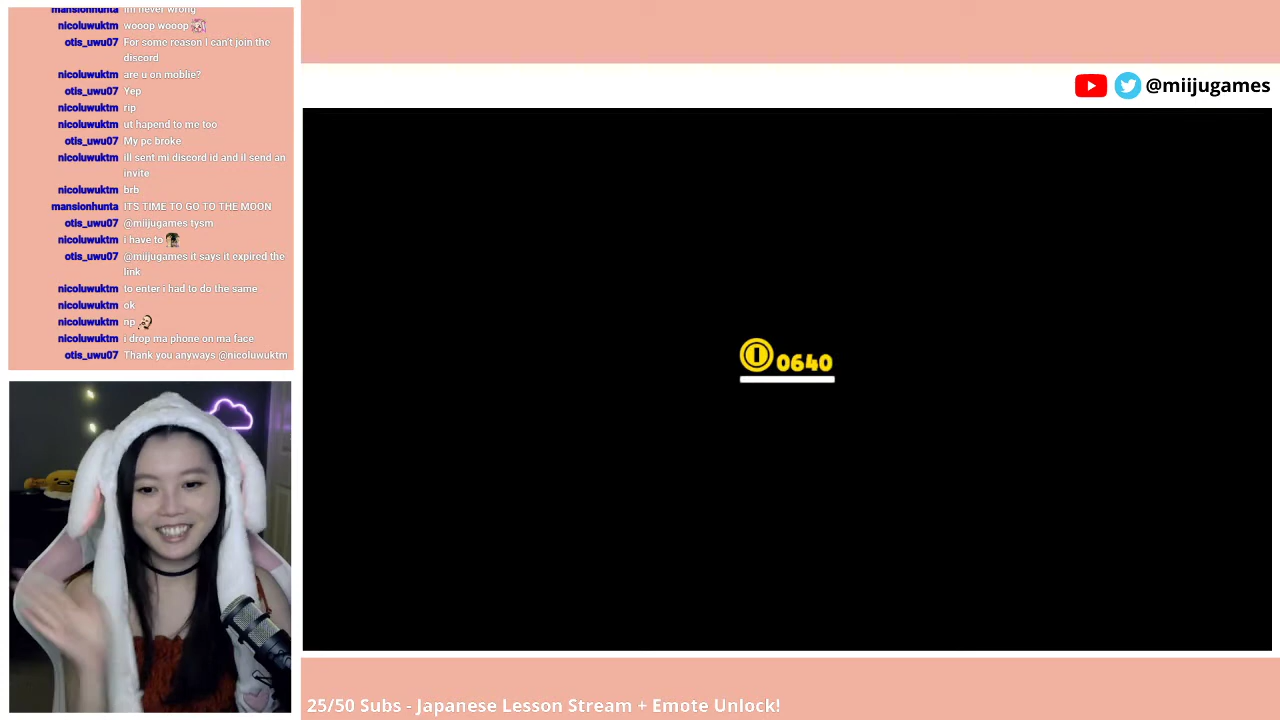 mansionhunta im never wrong
nicoluwuktm wooop wooop
otis_uwu07 For some reason I can't join the
discord
nicoluwuktm are u on moblie?
otis_uwu07 Yep
nicoluwuktm rip
nicoluwuktm ut hapend to me too
otis_uwu07 My pc broke
nicoluwuktm ill sent mi discord id and il send an
invite
nicoluwuktm brb
mansionhunta ITS TIME TO GO TO THE MOON
otis_uwu07 @miijugames tysm
nicoluwuktm i have to
otis_uwu07 @miijugames it says it expired the
link
nicoluwuktm to enter i had to do the same
nicoluwuktm ok
nicoluwuktm np
nicoluwuktm i drop ma phone on ma face
otis_uwu07 Thank you anyways @nicoluwuktm
@miijugames
0640
25/50 Subs - Japanese Lesson Stream + Emote Unlock!